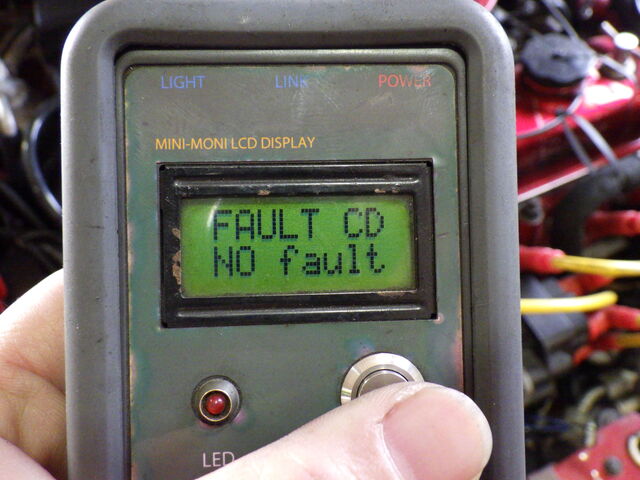 LIGHT LINK POWER
MINI-MONI LCD DISPLAY
FAULT CD
NO fault
LED